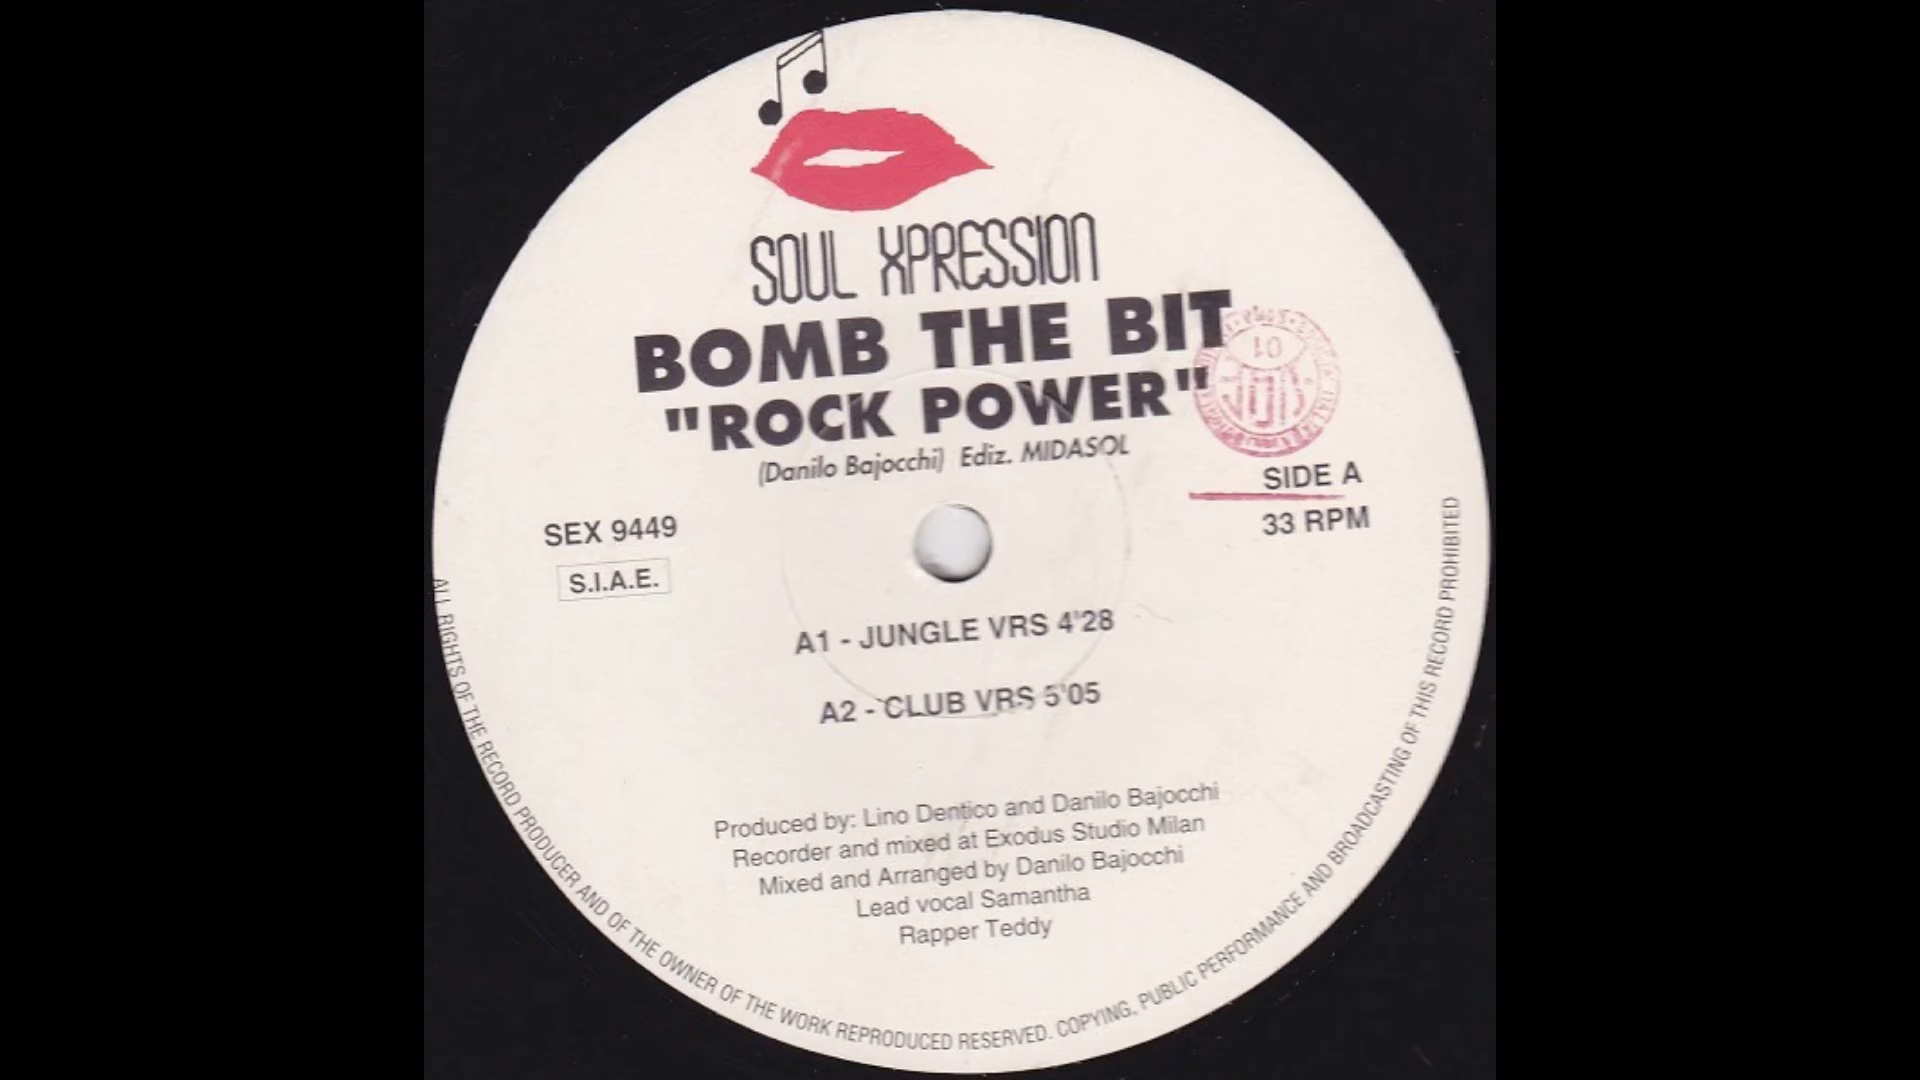 SOUL XPRESSION
BOMB THE BIT
"ROCK POWER"
(Danilo Bajocchi) Ediz. MIDASOL
SIDE A
33 RPM
SEX 9449
S.I.A.E.
A1 - JUNGLE VRS 4'28
A2 - CLUB VRS 5'05
Produced by: Lino Dentico and Danilo Bajocchi
Recorder and mixed at Exodus Studio Milan
Mixed and Arranged by Danilo Bajocchi
Lead vocal Samantha
Rapper Teddy
ALL RIGHTS OF THE RECORD PRODUCER AND OF THE OWNER OF THE WORK REPRODUCED RESERVED. COPYING, PUBLIC PERFORMANCE AND BROADCASTING OF THIS RECORD PROHIBITED